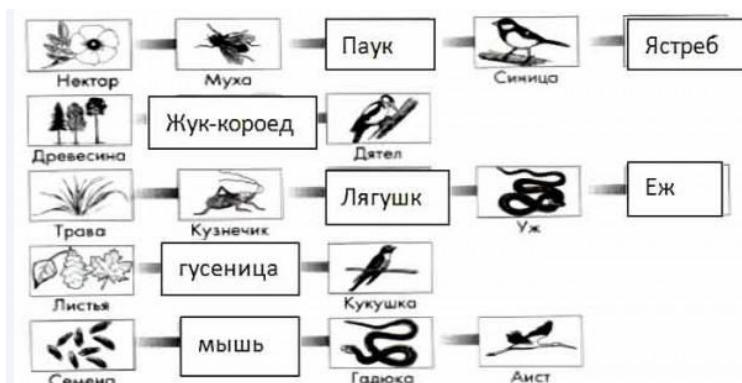 Паук
Ястреб
Нектар
Муха
Синица
Жук-короед
Древесина
Дятел
Лягушк
Еж
Трава
Кузнечик
Уж
гусеница
Листья
Кукушка
мышь
Семена
Гадюка
Аист